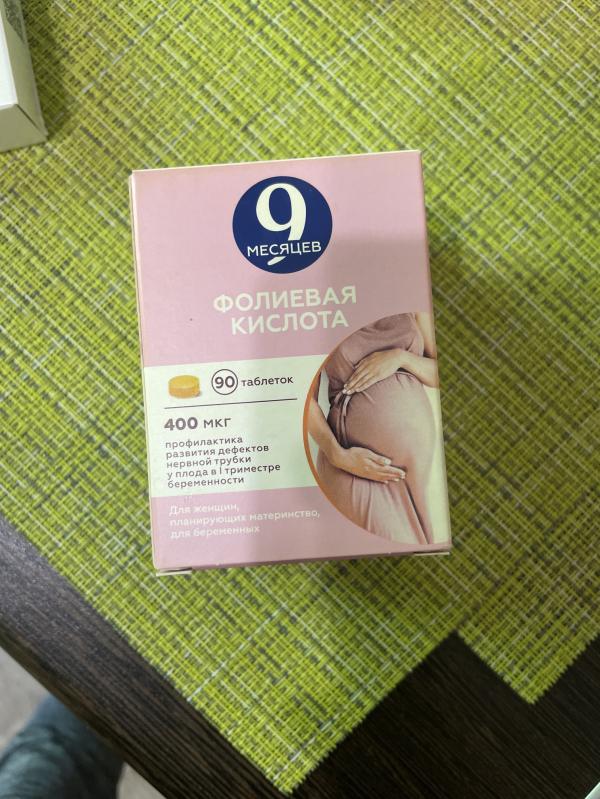 9
МЕСЯЦЕВ
ФОЛИЕВАЯ
КИСЛОТА
90 таблеток
400 мкг
профилактика
развития дефектов
нервной трубки
у плода в I триместре
беременности
Для женщин,
планирующих материнство,
для беременных